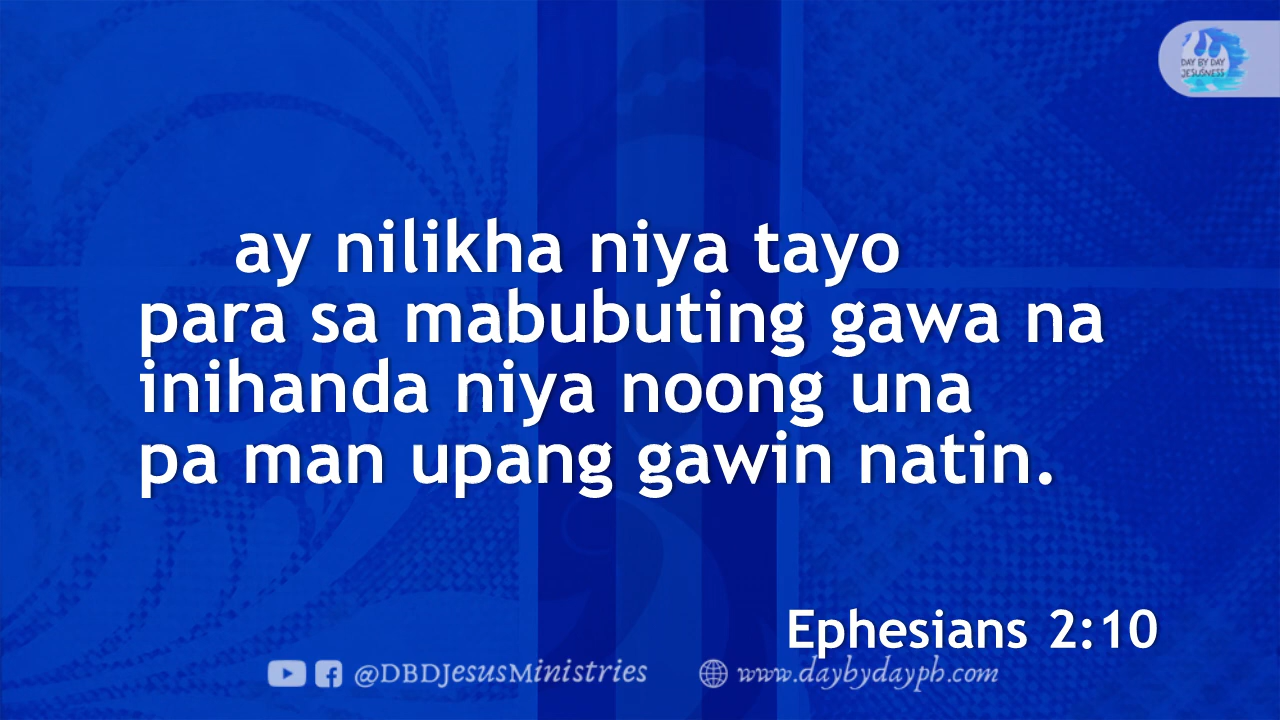 DAY BY DAY
JESUSNESS
ay nilikha niya tayo
para sa mabubuting gawa na
inihanda niya noong una
pa man upang gawin natin.
Ephesians 2:10
@DBDJesusMinistries www.daybydayph.com